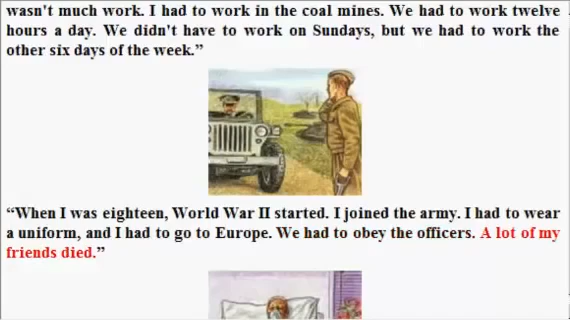 wasn't much work. I had to work in the coal mines. We had to work twelve
hours a day. We didn't have to work on Sundays, but we had to work the
other six days of the week.”
“When I was eighteen, World War II started. I joined the army. I had to wear
a uniform, and I had to go to Europe. We had to obey the officers. A lot of my
friends died.”